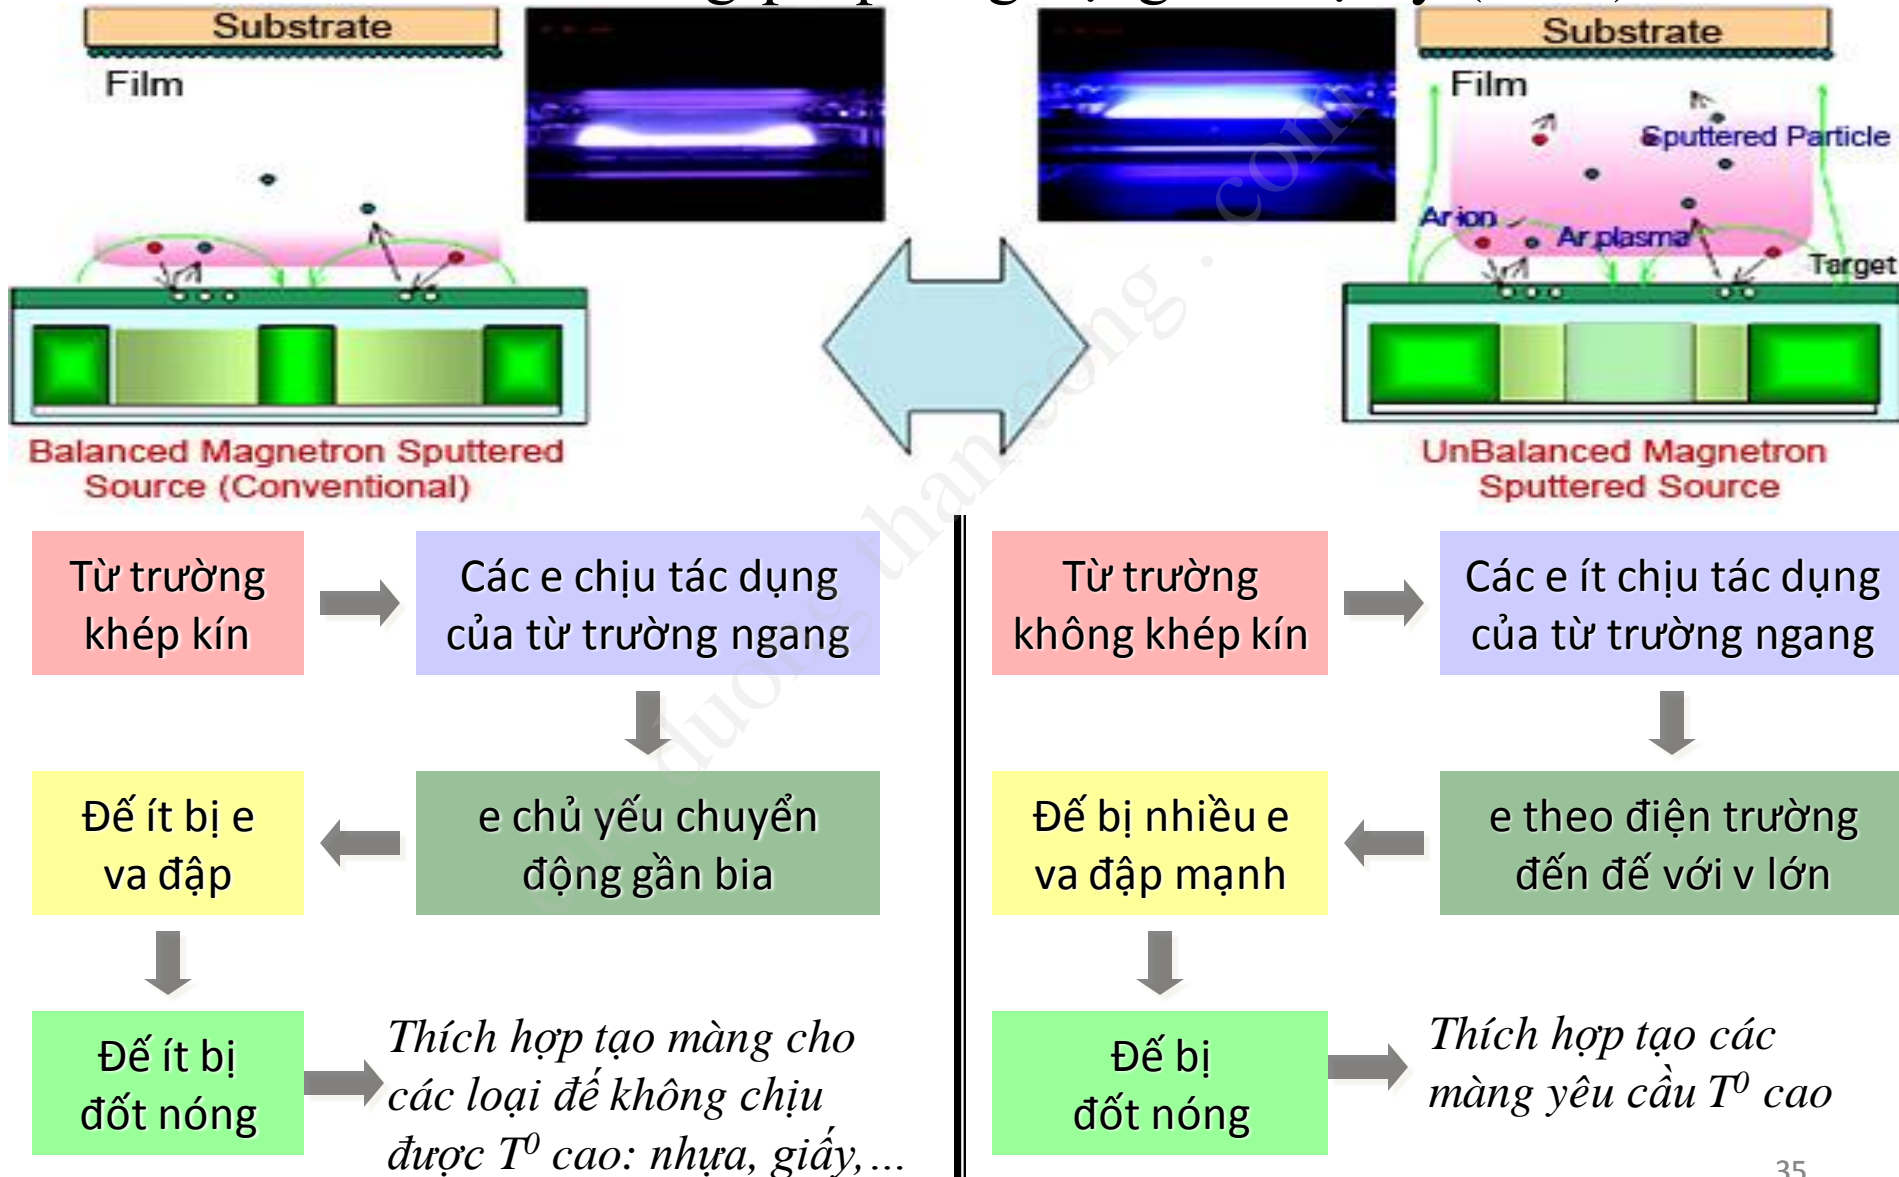 Substrate
Film
Substrate
Film
Sputtered Particle
Ar ion
Ar plasma
Target
Balanced Magnetron Sputtered
Source (Conventional)
UnBalanced Magnetron
Sputtered Source
Từ trường
khép kín
Các e chịu tác dụng
của từ trường ngang
e chủ yếu chuyển
động gần bia
Đế ít bị e
va đập
Đế ít bị
đốt nóng
Thích hợp tạo màng cho
các loại đế không chịu
được T⁰ cao: nhựa, giấy,...
Từ trường
không khép kín
Các e ít chịu tác dụng
của từ trường ngang
e theo điện trường
đến đế với v lớn
Đế bị nhiều e
va đập mạnh
Đế bị
đốt nóng
Thích hợp tạo các
màng yêu cầu T⁰ cao
35
cuu duong than cong . com